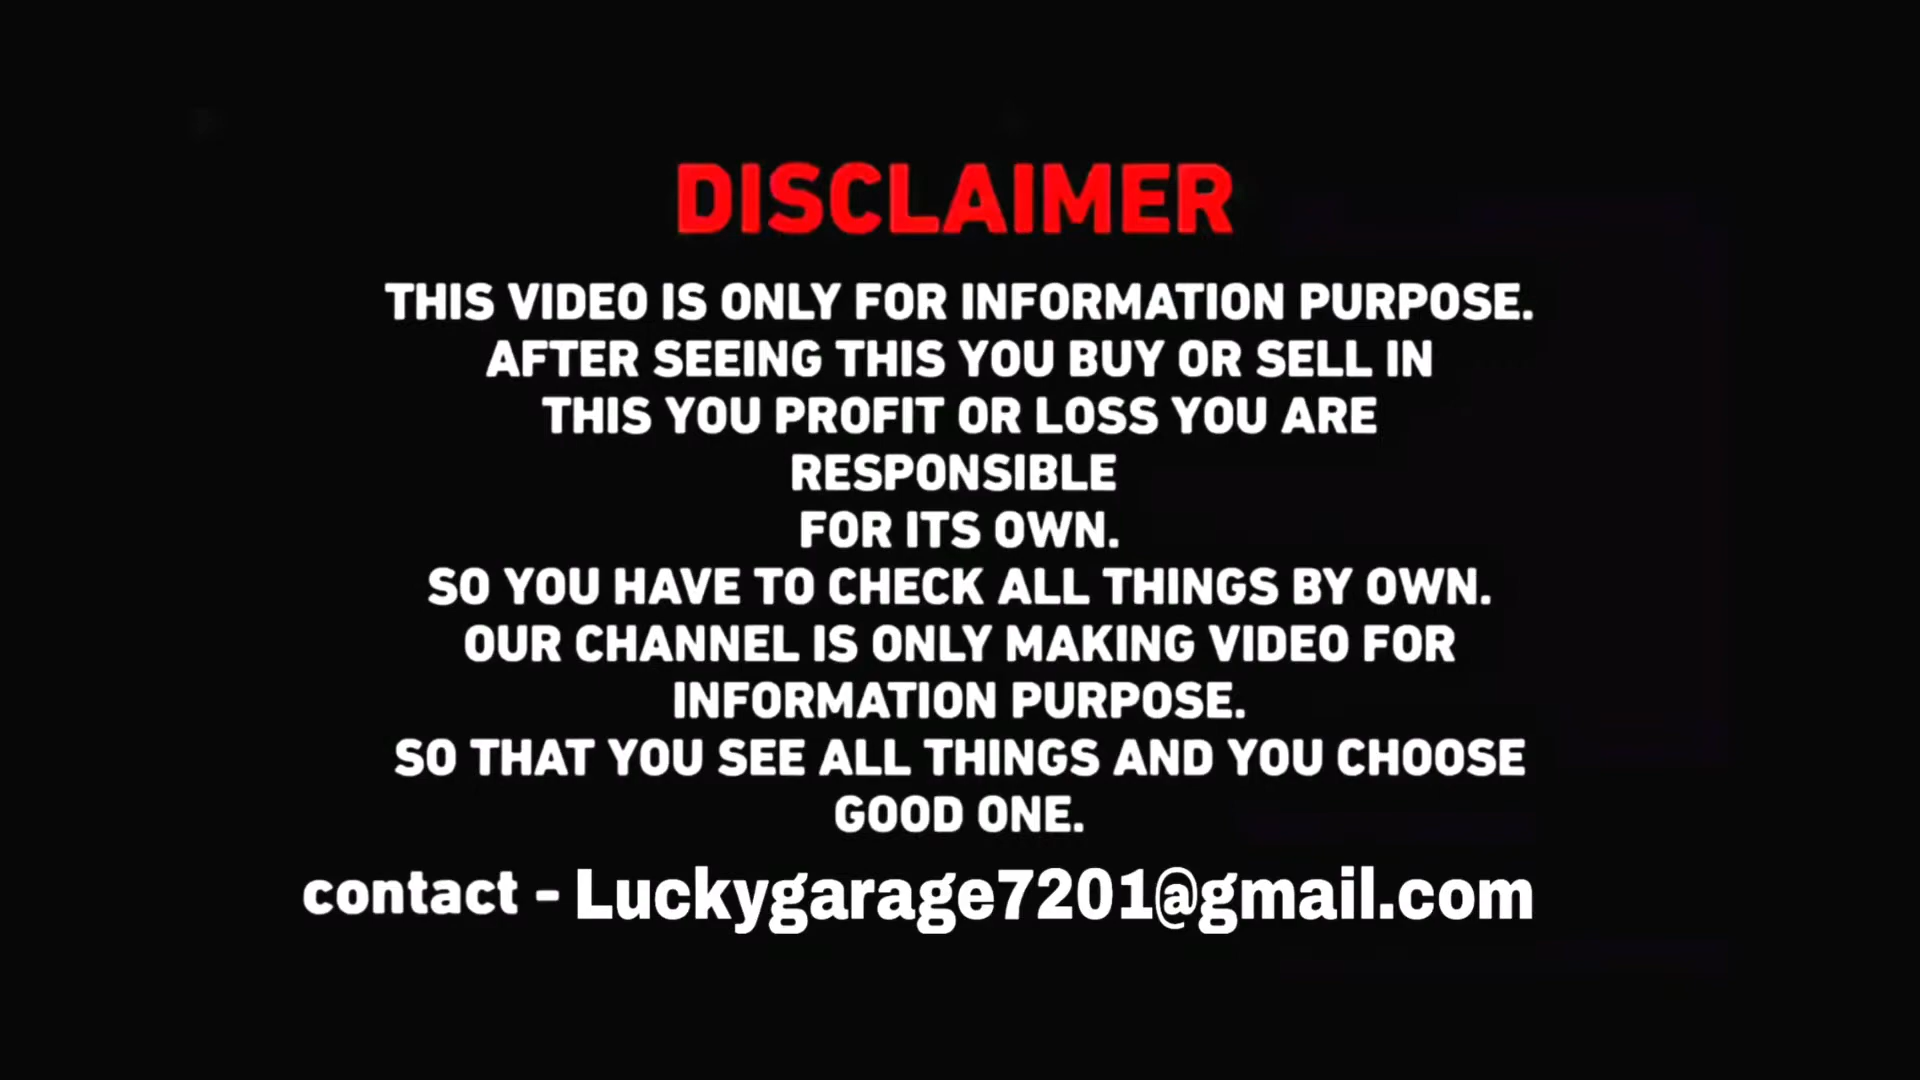 DISCLAIMER
THIS VIDEO IS ONLY FOR INFORMATION PURPOSE.
AFTER SEEING THIS YOU BUY OR SELL IN
THIS YOU PROFIT OR LOSS YOU ARE
RESPONSIBLE
FOR ITS OWN.
SO YOU HAVE TO CHECK ALL THINGS BY OWN.
OUR CHANNEL IS ONLY MAKING VIDEO FOR
INFORMATION PURPOSE.
SO THAT YOU SEE ALL THINGS AND YOU CHOOSE
GOOD ONE.
contact - Luckygarage7201@gmail.com